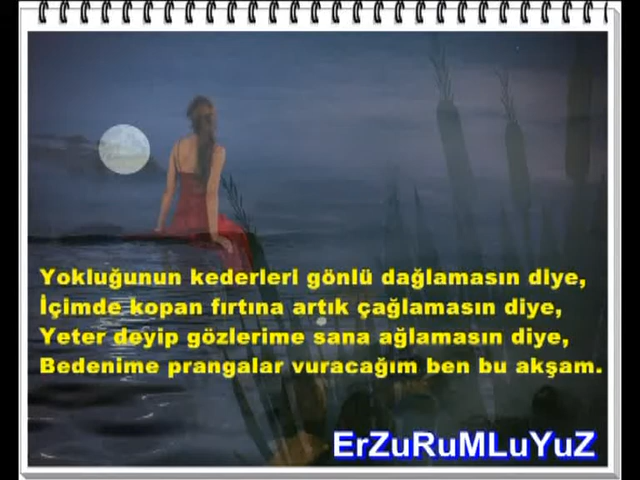 Yokluğunun kederleri gönlü dağlamasın diye,
İçimde kopan fırtına artık çağlamasın diye,
Yeter deyip gözlerime sana ağlamasın diye,
Bedenime prangalar vuracağım ben bu akşam.
ErZuRuMLuYuZ